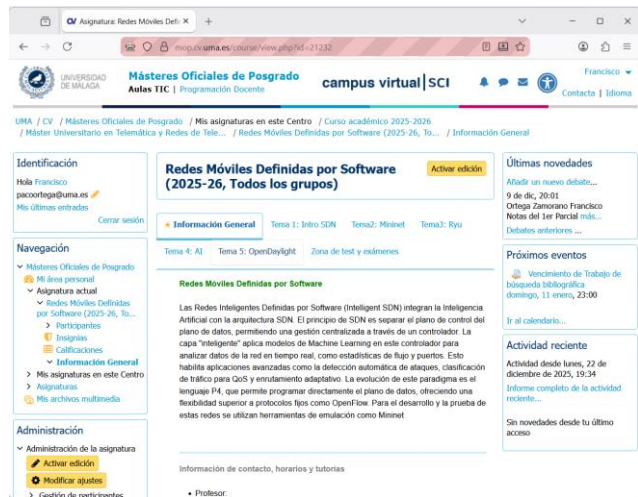 Asignatura: Redes Móviles Defi
mop.cv.uma.es/course/view.php?id=21232
UNIVERSIDAD
DE MÁLAGA
Másteres Oficiales de Posgrado
Aulas TIC | Programación Docente
campus virtual SCI
Francisco
Contacta | Idioma
UMA / CV / Másteres Oficiales de Posgrado / Mis asignaturas en este Centro / Curso académico 2025-2026
/ Máster Universitario en Telemática y Redes de Tele... / Redes Móviles Definidas por Software (2025-26, To... / Información General
Identificación
Hola Francisco
pacoortega@uma.es
Mis últimas entradas
Cerrar sesión
Navegación
Másteres Oficiales de Posgrado
Mi área personal
Asignatura actual
Redes Móviles Definidas
por Software (2025-26, To...
Participantes
Insignias
Calificaciones
Información General
Mis asignaturas en este Centro
Asignaturas
Mis archivos multimedia
Administración
Administración de la asignatura
Activar edición
Modificar ajustes
Gestión de participantes
Redes Móviles Definidas por Software
(2025-26, Todos los grupos)
Activar edición
Información General
Tema 1: Intro SDN
Tema2: Mininet
Tema3: Ryu
Tema 4: AI
Tema 5: OpenDaylight
Zona de test y exámenes
Redes Móviles Definidas por Software
Las Redes Inteligentes Definidas por Software (Intelligent SDN) integran la Inteligencia
Artificial con la arquitectura SDN. El principio de SDN es separar el plano de control del
plano de datos, permitiendo una gestión centralizada a través de un controlador. La
capa "inteligente" aplica modelos de Machine Learning en este controlador para
analizar datos de la red en tiempo real, como estadísticas de flujo y puertos. Esto
habilita aplicaciones avanzadas como la detección automática de ataques, clasificación
de tráfico para QoS y enrutamiento adaptativo. La evolución de este paradigma es el
lenguaje P4, que permite programar directamente el plano de datos, ofreciendo una
flexibilidad superior a protocolos fijos como OpenFlow. Para el desarrollo y la prueba de
estas redes se utilizan herramientas de emulación como Mininet
Información de contacto, horarios y tutorias
• Profesor:
Últimas novedades
Añadir un nuevo debate...
9 de dic, 20:01
Ortega Zamorano Francisco
Notas del 1er Parcial más...
Debates anteriores ...
Próximos eventos
Vencimiento de Trabajo de
búsqueda bibliográfica
domingo, 11 enero, 23:00
Ir al calendario...
Actividad reciente
Actividad desde lunes, 22 de
diciembre de 2025, 19:34
Informe completo de la actividad
reciente...
Sin novedades desde tu último
acceso